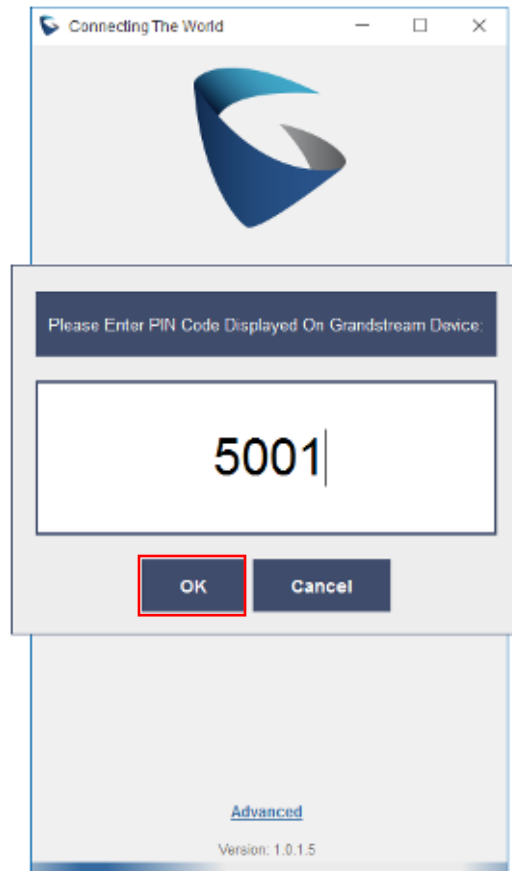 Connecting The World
Please Enter PIN Code Displayed On Grandstream Device:
5001
OK
Cancel
Advanced
Version: 1.0.1.5